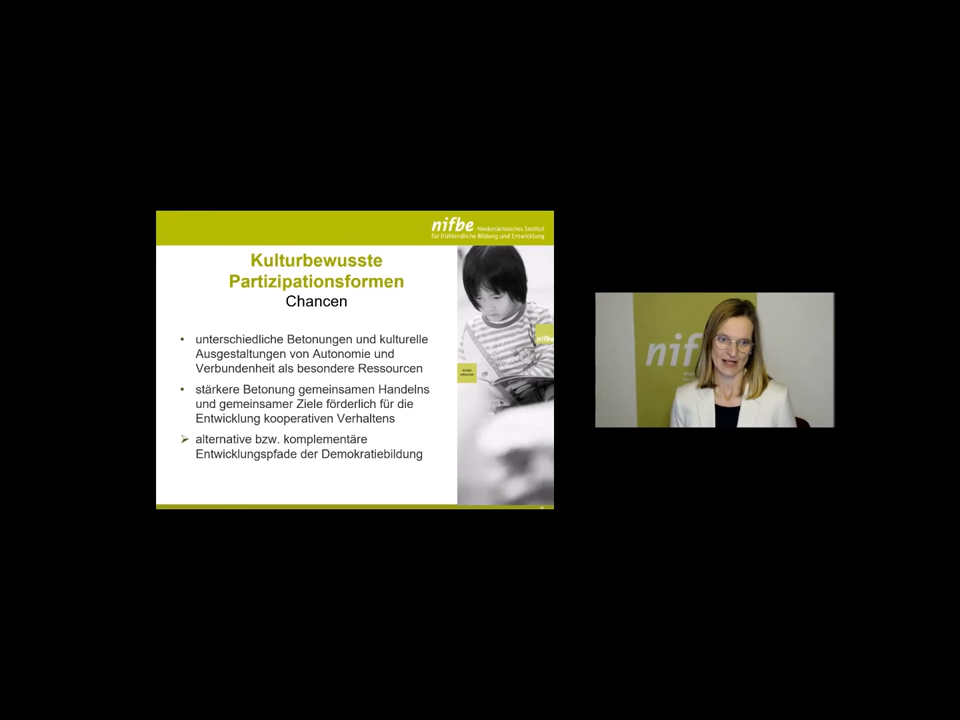 nifbe Niedersächsisches Institut
für frühkindliche Bildung und Entwicklung
Kulturbewusste
Partizipationsformen
Chancen
• unterschiedliche Betonungen und kulturelle
Ausgestaltungen von Autonomie und
Verbundenheit als besondere Ressourcen
• stärkere Betonung gemeinsamen Handelns
und gemeinsamer Ziele förderlich für die
Entwicklung kooperativen Verhaltens
➢ alternative bzw. komplementäre
Entwicklungspfade der Demokratiebildung
nifbe
nif